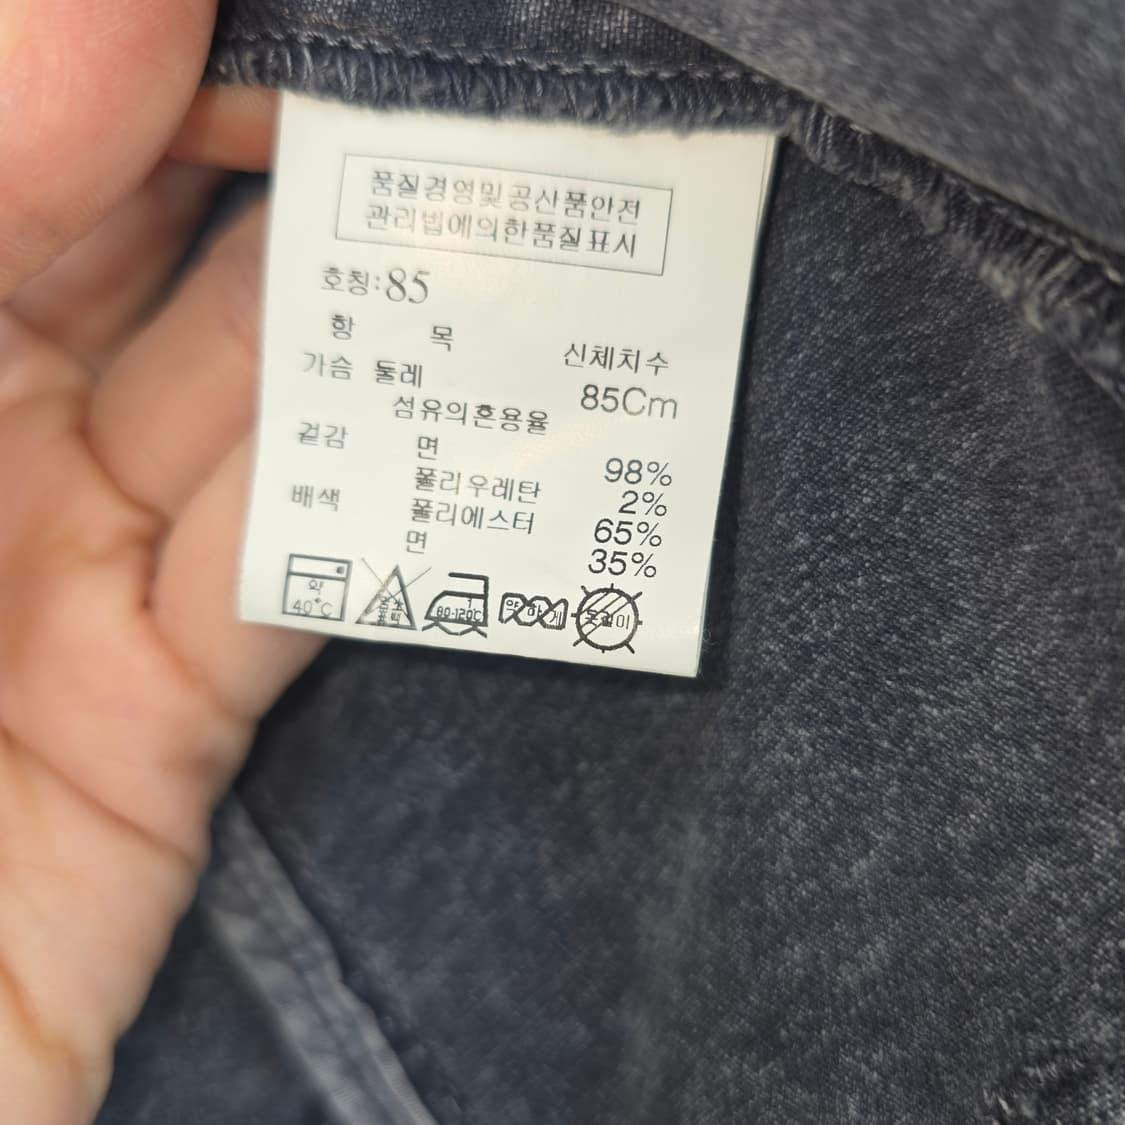 품질경영및공산품안전
관리법에의한품질표시
호칭:85
항 목 신체치수
가슴 둘레 85Cm
섬유의혼용율
겉감 면 98%
폴리우레탄 2%
배색 폴리에스터 65%
면 35%
약 40°C
80-120℃
약하게